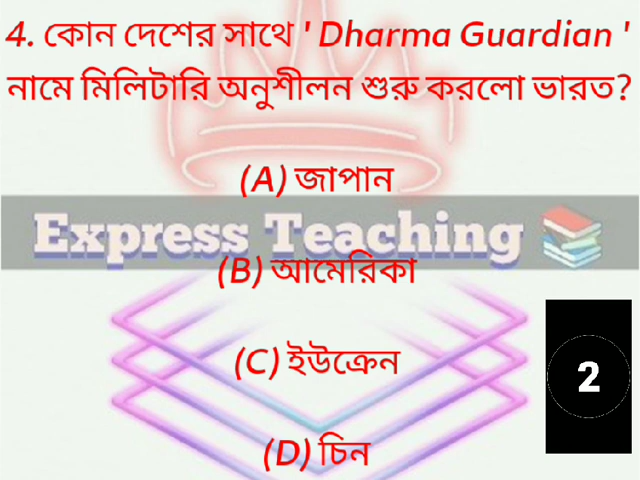 4. কোন দেশের সাথে ' Dharma Guardian '
নামে মিলিটারি অনুশীলন শুরু করলো ভারত?
(A) জাপান
Express Teaching
(B) আমেরিকা
(C) ইউক্রেন
2
(D) চিন